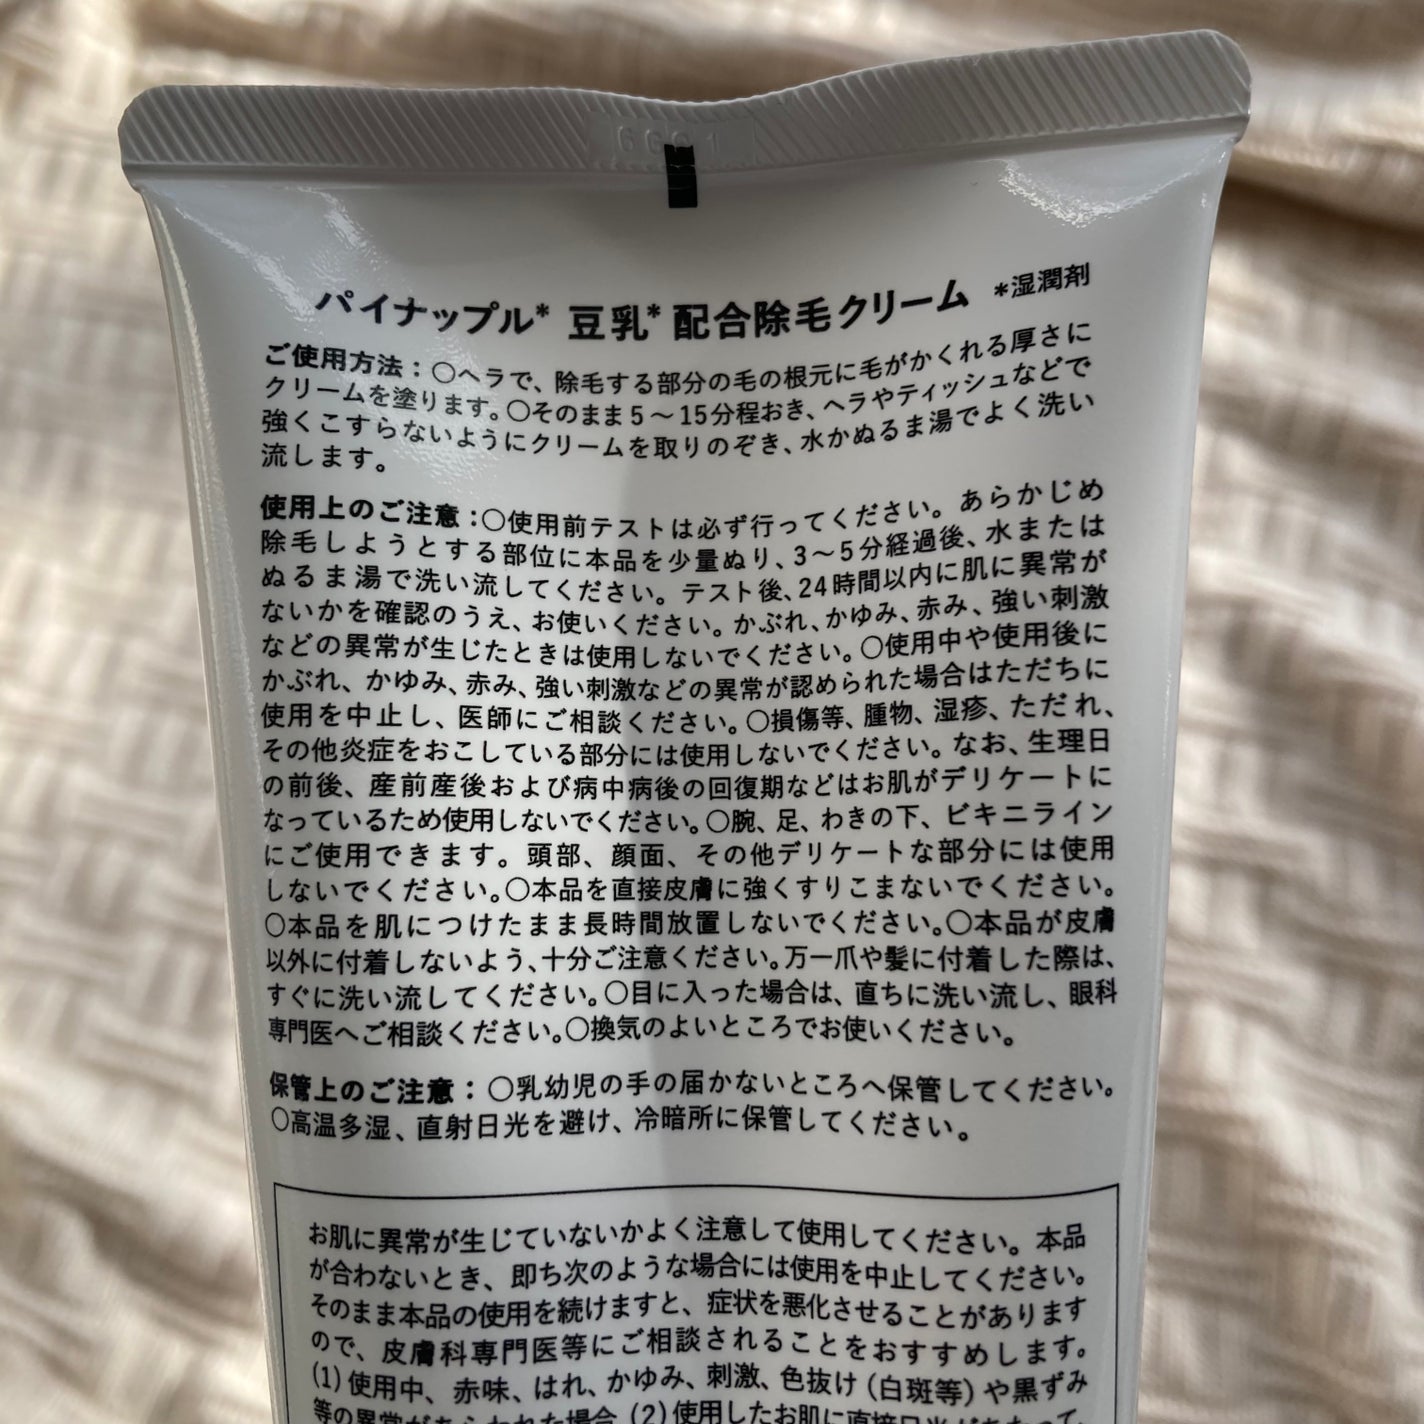 6601
パイナップル* 豆乳* 配合除毛クリーム *湿潤剤
ご使用方法：〇ヘラで、除毛する部分の毛の根元に毛がかくれる厚さに
クリームを塗ります。〇そのまま5～15分程おき、ヘラやティッシュなどで
強くこすらないようにクリームを取りのぞき、水かぬるま湯でよく洗い
流します。
使用上のご注意：〇使用前テストは必ず行ってください。あらかじめ
除毛しようとする部位に本品を少量ぬり、3～5分経過後、水または
ぬるま湯で洗い流してください。テスト後、24時間以内に肌に異常が
ないかを確認のうえ、お使いください。かぶれ、かゆみ、赤み、強い刺激
などの異常が生じたときは使用しないでください。〇使用中や使用後に
かぶれ、かゆみ、赤み、強い刺激などの異常が認められた場合はただちに
使用を中止し、医師にご相談ください。〇損傷等、腫物、湿疹、ただれ、
その他炎症をおこしている部分には使用しないでください。なお、生理日
の前後、産前産後および病中病後の回復期などはお肌がデリケートに
なっているため使用しないでください。〇腕、足、わきの下、ビキニライン
にご使用できます。頭部、顔面、その他デリケートな部分には使用
しないでください。〇本品を直接皮膚に強くすりこまないでください。
〇本品を肌につけたまま長時間放置しないでください。〇本品が皮膚
以外に付着しないよう、十分ご注意ください。万一爪や髪に付着した際は、
すぐに洗い流してください。〇目に入った場合は、直ちに洗い流し、眼科
専門医へご相談ください。〇換気のよいところでお使いください。
保管上のご注意：〇乳幼児の手の届かないところへ保管してください。
〇高温多湿、直射日光を避け、冷暗所に保管してください。
お肌に異常が生じていないかよく注意して使用してください。本品
が合わないとき、即ち次のような場合には使用を中止してください。
そのまま本品の使用を続けますと、症状を悪化させることがあります
ので、皮膚科専門医等にご相談されることをおすすめします。
(1)使用中、赤味、はれ、かゆみ、刺激、色抜け(白斑等)や黒ずみ
等の異常があらわれた場合 (2)使用したお肌に直接日光があたって、